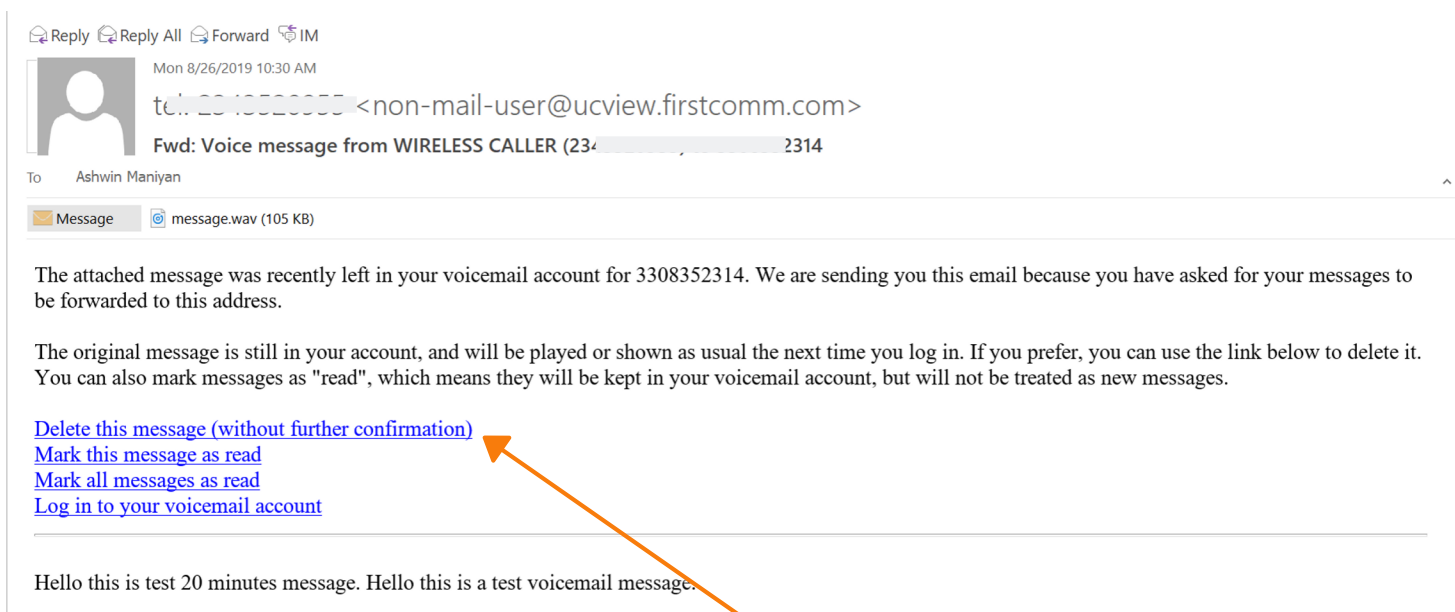 Reply Reply All Forward IM
Mon 8/26/2019 10:30 AM
<non-mail-user@ucview.firstcomm.com>
Fwd: Voice message from WIRELESS CALLER (234 2314
To Ashwin Maniyan
Message message.wav (105 KB)
The attached message was recently left in your voicemail account for 3308352314. We are sending you this email because you have asked for your messages to
be forwarded to this address.
The original message is still in your account, and will be played or shown as usual the next time you log in. If you prefer, you can use the link below to delete it.
You can also mark messages as "read", which means they will be kept in your voicemail account, but will not be treated as new messages.
Delete this message (without further confirmation)
Mark this message as read
Mark all messages as read
Log in to your voicemail account
Hello this is test 20 minutes message. Hello this is a test voicemail message.